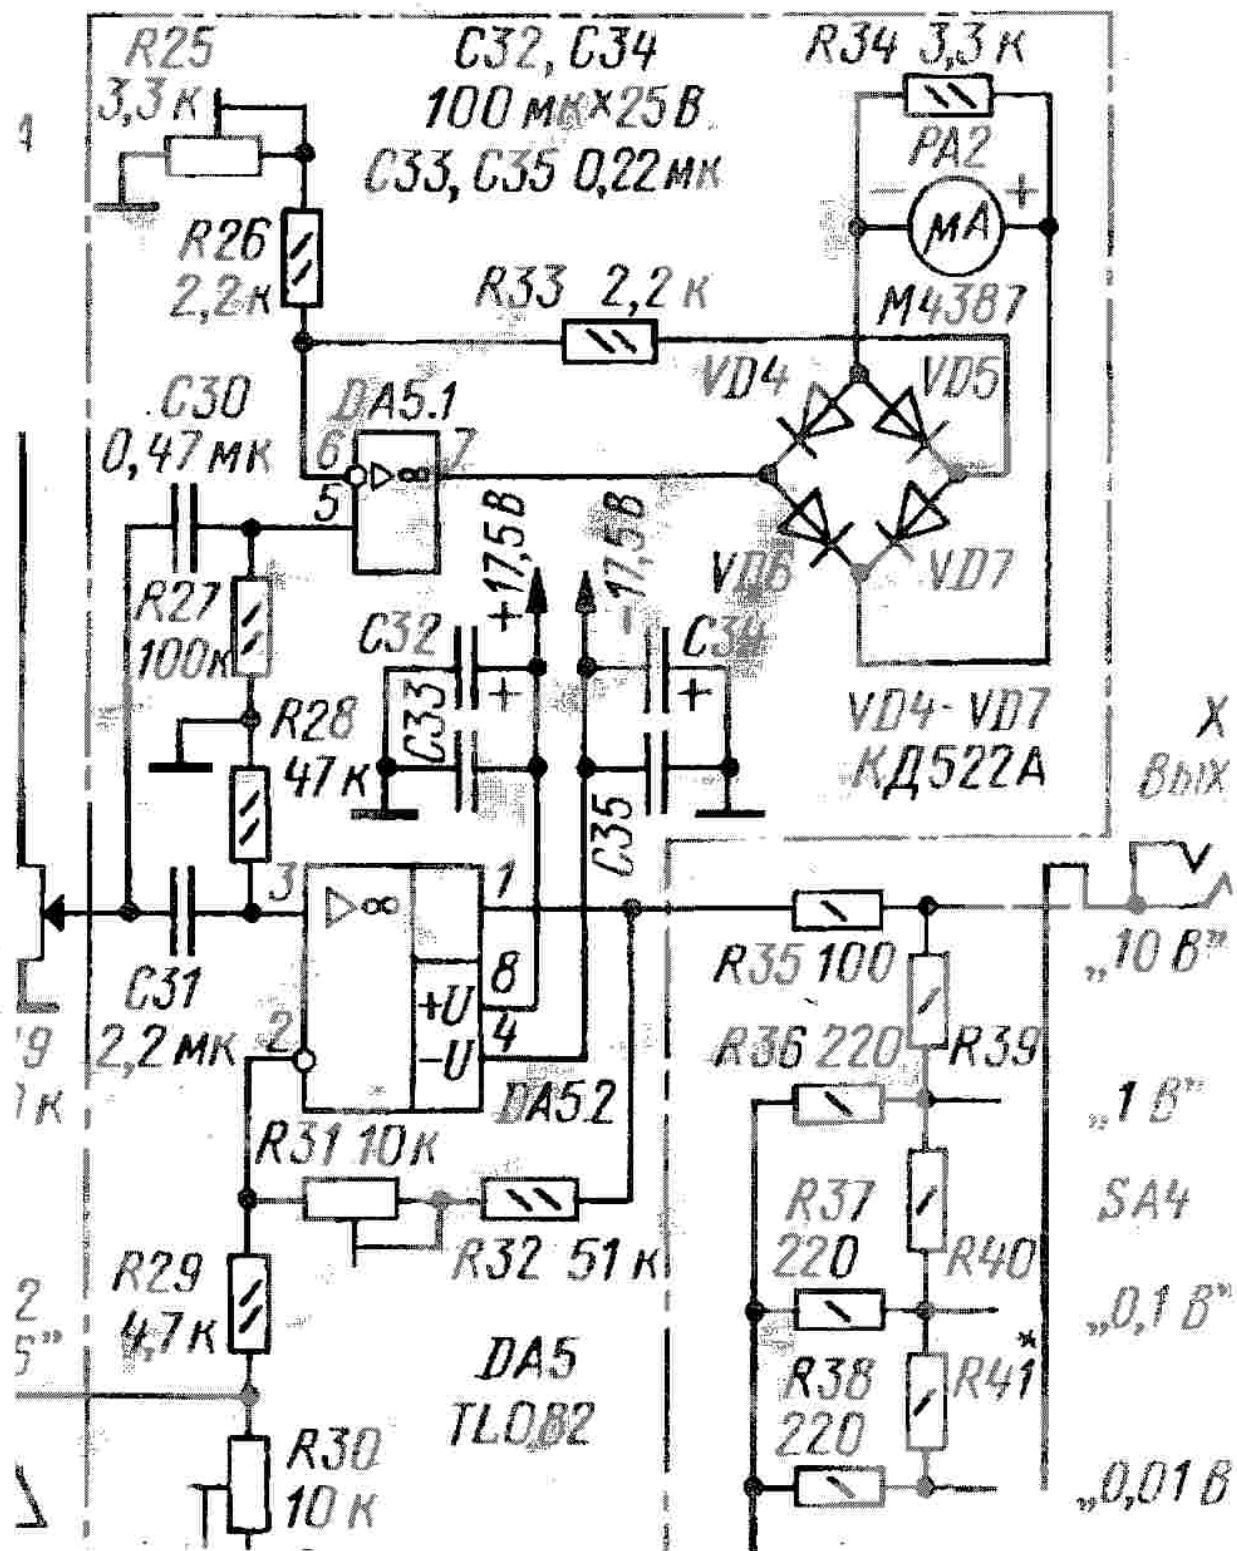 R25
3,3 к
C32, C34
100 мк×25 В
C33, C35 0,22мк
R34 3,3 к
PA2
− +
мА
М4387
R26
2,2к
R33 2,2 к
VD4 VD5
C30
0,47 мк
DA5.1
6 ▷∞ 7
5
VD6 VD7
R27
100к
C32
+
+17,5 В
−17,5 В
C34
+
C33
C35
R28
47 к
VD4- VD7
КД522А
X
Вых
3 ▷∞ 1
8
+U
4
−U
2
C31
2,2 мк
DA5.2
R35 100
„10 В”
R36 220 R39
„1 В”
R31 10 к
R32 51 к
R37
220
R40
SA4
„0,1 В”
R29
4,7 к
DA5
TL082
R38
220
R41*
„0,01 В
R30
10 к